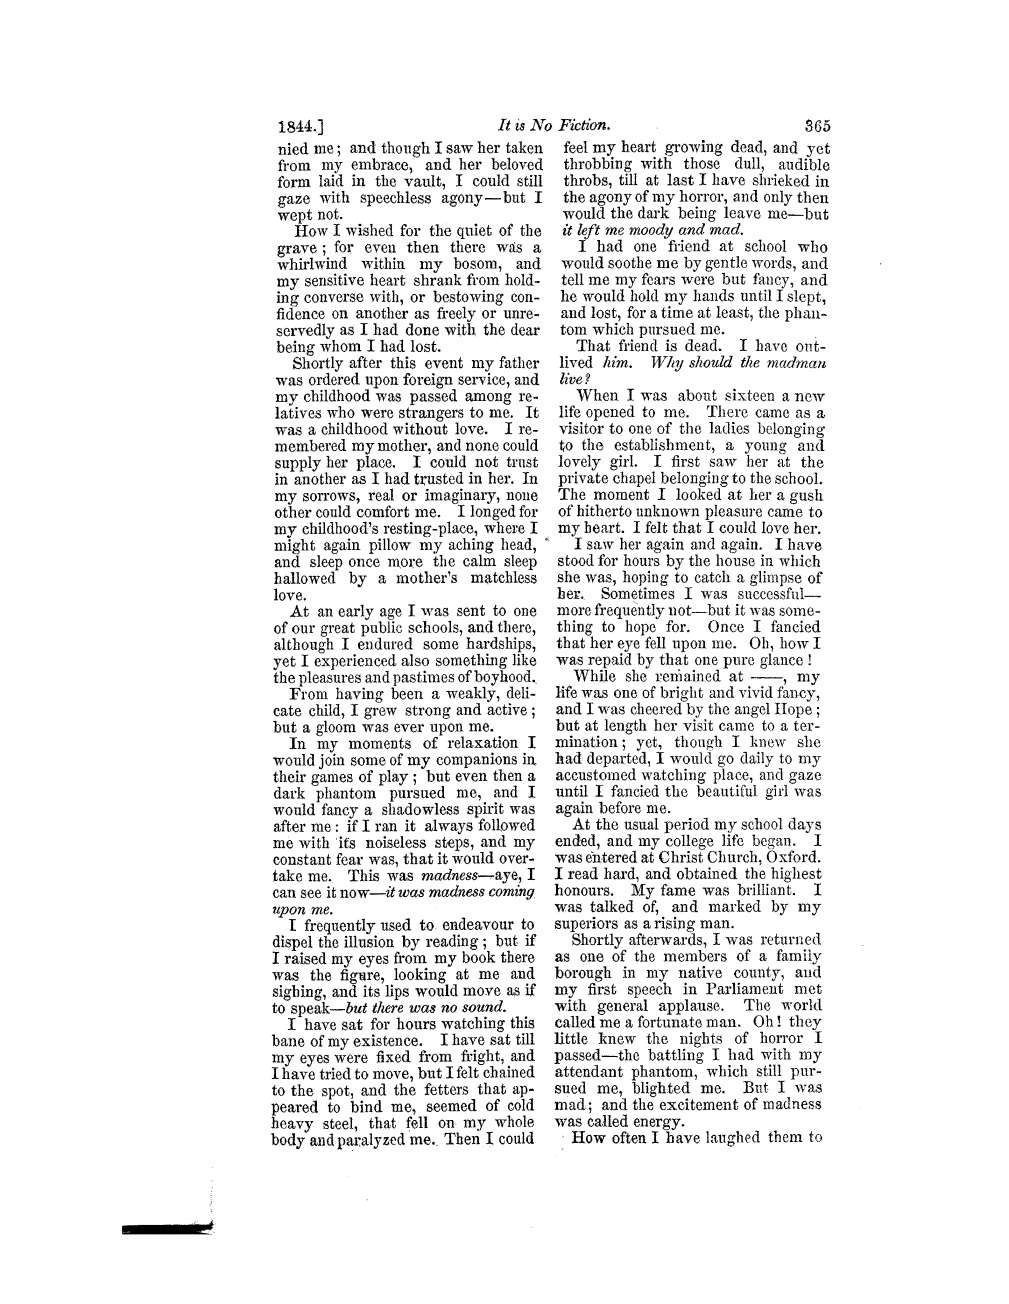 1844.] It is No Fiction. 365
nied me; and though I saw her taken
from my embrace, and her beloved
form laid in the vault, I could still
gaze with speechless agony—but I
wept not.
How I wished for the quiet of the
grave; for even then there was a
whirlwind within my bosom, and
my sensitive heart shrank from hold-
ing converse with, or bestowing con-
fidence on another as freely or unre-
servedly as I had done with the dear
being whom I had lost.
Shortly after this event my father
was ordered upon foreign service, and
my childhood was passed among re-
latives who were strangers to me. It
was a childhood without love. I re-
membered my mother, and none could
supply her place. I could not trust
in another as I had trusted in her. In
my sorrows, real or imaginary, none
other could comfort me. I longed for
my childhood's resting-place, where I
might again pillow my aching head,
and sleep once more the calm sleep
hallowed by a mother's matchless
love.
At an early age I was sent to one
of our great public schools, and there,
although I endured some hardships,
yet I experienced also something like
the pleasures and pastimes of boyhood.
From having been a weakly, deli-
cate child, I grew strong and active;
but a gloom was ever upon me.
In my moments of relaxation I
would join some of my companions in
their games of play; but even then a
dark phantom pursued me, and I
would fancy a shadowless spirit was
after me: if I ran it always followed
me with its noiseless steps, and my
constant fear was, that it would over-
take me. This was madness—aye, I
can see it now—it was madness coming
upon me.
I frequently used to endeavour to
dispel the illusion by reading; but if
I raised my eyes from my book there
was the figure, looking at me and
sighing, and its lips would move as if
to speak—but there was no sound.
I have sat for hours watching this
bane of my existence. I have sat till
my eyes were fixed from fright, and
I have tried to move, but I felt chained
to the spot, and the fetters that ap-
peared to bind me, seemed of cold
heavy steel, that fell on my whole
body and paralyzed me. Then I could
feel my heart growing dead, and yet
throbbing with those dull, audible
throbs, till at last I have shrieked in
the agony of my horror, and only then
would the dark being leave me—but
it left me moody and mad.
I had one friend at school who
would soothe me by gentle words, and
tell me my fears were but fancy, and
he would hold my hands until I slept,
and lost, for a time at least, the phan-
tom which pursued me.
That friend is dead. I have out-
lived him. Why should the madman
live?
When I was about sixteen a new
life opened to me. There came as a
visitor to one of the ladies belonging
to the establishment, a young and
lovely girl. I first saw her at the
private chapel belonging to the school.
The moment I looked at her a gush
of hitherto unknown pleasure came to
my heart. I felt that I could love her.
I saw her again and again. I have
stood for hours by the house in which
she was, hoping to catch a glimpse of
her. Sometimes I was successful—
more frequently not—but it was some-
thing to hope for. Once I fancied
that her eye fell upon me. Oh, how I
was repaid by that one pure glance!
While she remained at ——, my
life was one of bright and vivid fancy,
and I was cheered by the angel Hope;
but at length her visit came to a ter-
mination; yet, though I knew she
had departed, I would go daily to my
accustomed watching place, and gaze
until I fancied the beautiful girl was
again before me.
At the usual period my school days
ended, and my college life began. I
was entered at Christ Church, Oxford.
I read hard, and obtained the highest
honours. My fame was brilliant. I
was talked of, and marked by my
superiors as a rising man.
Shortly afterwards, I was returned
as one of the members of a family
borough in my native county, and
my first speech in Parliament met
with general applause. The world
called me a fortunate man. Oh! they
little knew the nights of horror I
passed—the battling I had with my
attendant phantom, which still pur-
sued me, blighted me. But I was
mad; and the excitement of madness
was called energy.
How often I have laughed them to